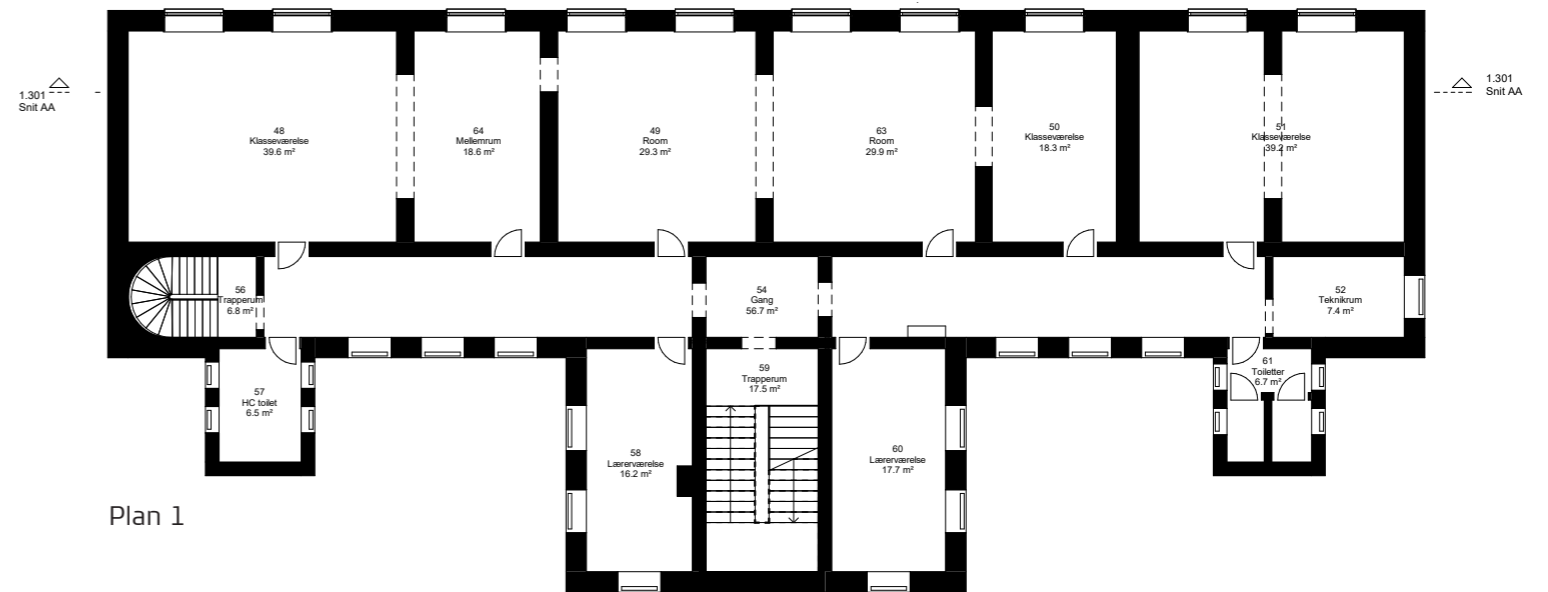 1.301
Snit AA
1.301
Snit AA
48
Klasseværelse
39.6 m²
64
Mellemrum
18.6 m²
49
Room
29.3 m²
63
Room
29.9 m²
50
Klasseværelse
18.3 m²
51
Klasseværelse
39.2 m²
56
Trapperum
6.8 m²
54
Gang
56.7 m²
52
Teknikrum
7.4 m²
57
HC toilet
6.5 m²
59
Trapperum
17.5 m²
61
Toiletter
6.7 m²
58
Lærerværelse
16.2 m²
60
Lærerværelse
17.7 m²
Plan 1